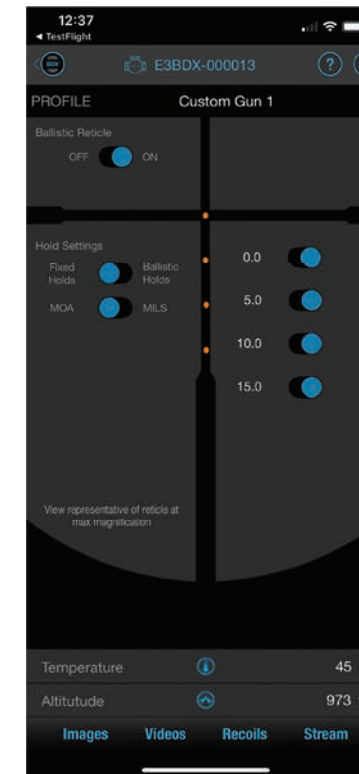 12:37
◄ TestFlight
BDX
E3BDX-000013
?
PROFILE Custom Gun 1
Ballistic Reticle
OFF ON
Hold Settings
Fixed Holds Ballistic Holds
MOA MILS
0.0
5.0
10.0
15.0
View representative of reticle at
max magnification
Temperature 45
Altitutude 973
Images Videos Recoils Stream